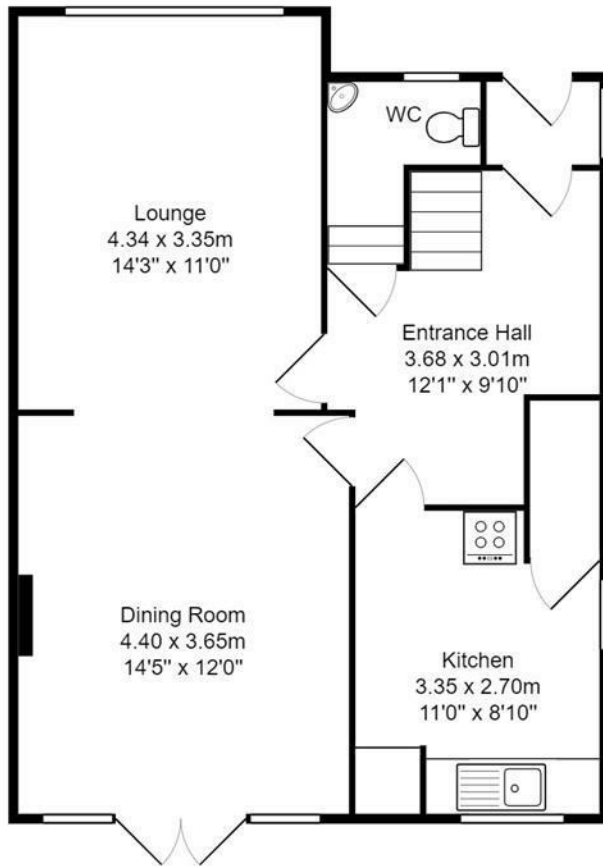 WC
Lounge
4.34 x 3.35m
14'3" x 11'0"
Entrance Hall
3.68 x 3.01m
12'1" x 9'10"
Dining Room
4.40 x 3.65m
14'5" x 12'0"
Kitchen
3.35 x 2.70m
11'0" x 8'10"